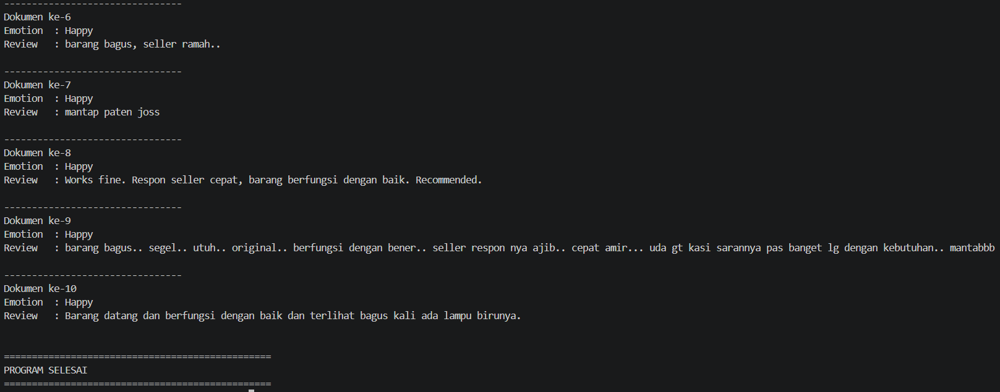 --------------------------------
Dokumen ke-6
Emotion  : Happy
Review   : barang bagus, seller ramah..
--------------------------------
Dokumen ke-7
Emotion  : Happy
Review   : mantap paten joss
--------------------------------
Dokumen ke-8
Emotion  : Happy
Review   : Works fine. Respon seller cepat, barang berfungsi dengan baik. Recommended.
--------------------------------
Dokumen ke-9
Emotion  : Happy
Review   : barang bagus.. segel.. utuh.. original.. berfungsi dengan bener.. seller respon nya ajib.. cepat amir... uda gt kasi sarannya pas banget lg dengan kebutuhan.. mantabbb
--------------------------------
Dokumen ke-10
Emotion  : Happy
Review   : Barang datang dan berfungsi dengan baik dan terlihat bagus kali ada lampu birunya.
================================================
PROGRAM SELESAI
================================================